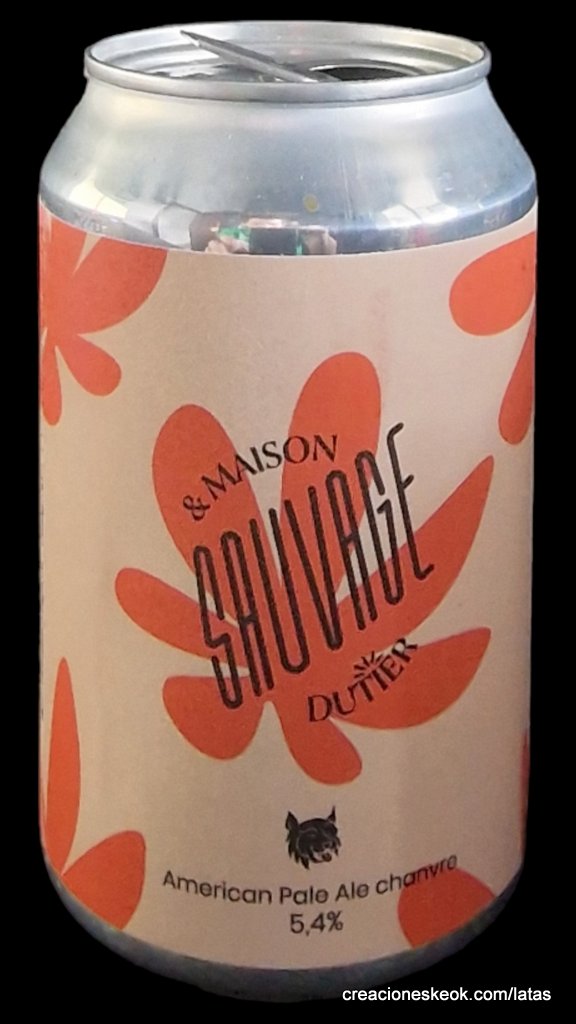 & MAISON
SAUVAGE
DUTIER
American Pale Ale chanvre
5,4%
creacioneskeok.com/latas